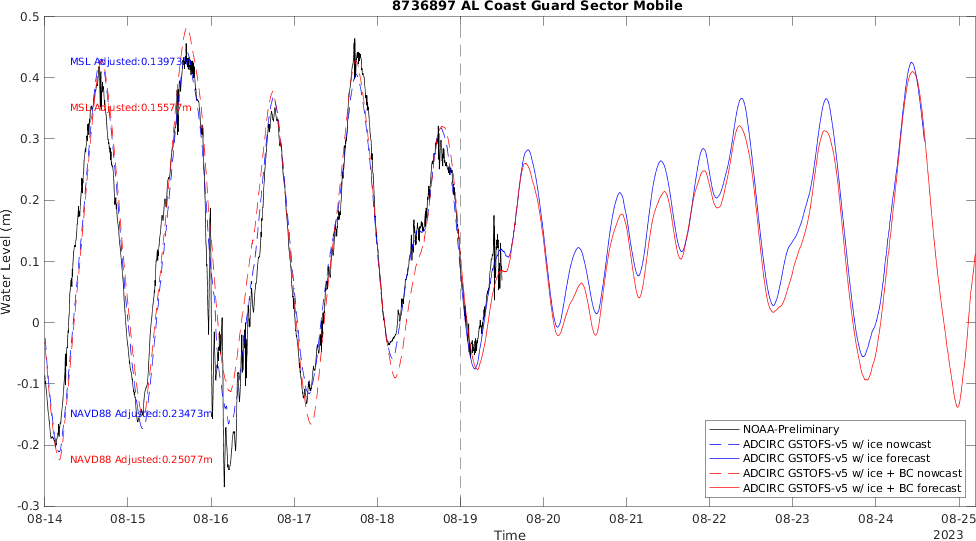 8736897 AL Coast Guard Sector Mobile
0.5
0.4
0.3
0.2
0.1
0
-0.1
-0.2
-0.3
Water Level (m)
MSL Adjusted:0.13973m
MSL Adjusted:0.15577m
NAVD88 Adjusted:0.23473m
NAVD88 Adjusted:0.25077m
NOAA-Preliminary
ADCIRC GSTOFS-v5 w/ ice nowcast
ADCIRC GSTOFS-v5 w/ ice forecast
ADCIRC GSTOFS-v5 w/ ice + BC nowcast
ADCIRC GSTOFS-v5 w/ ice + BC forecast
08-14 08-15 08-16 08-17 08-18 08-19 08-20 08-21 08-22 08-23 08-24 08-25
Time
2023